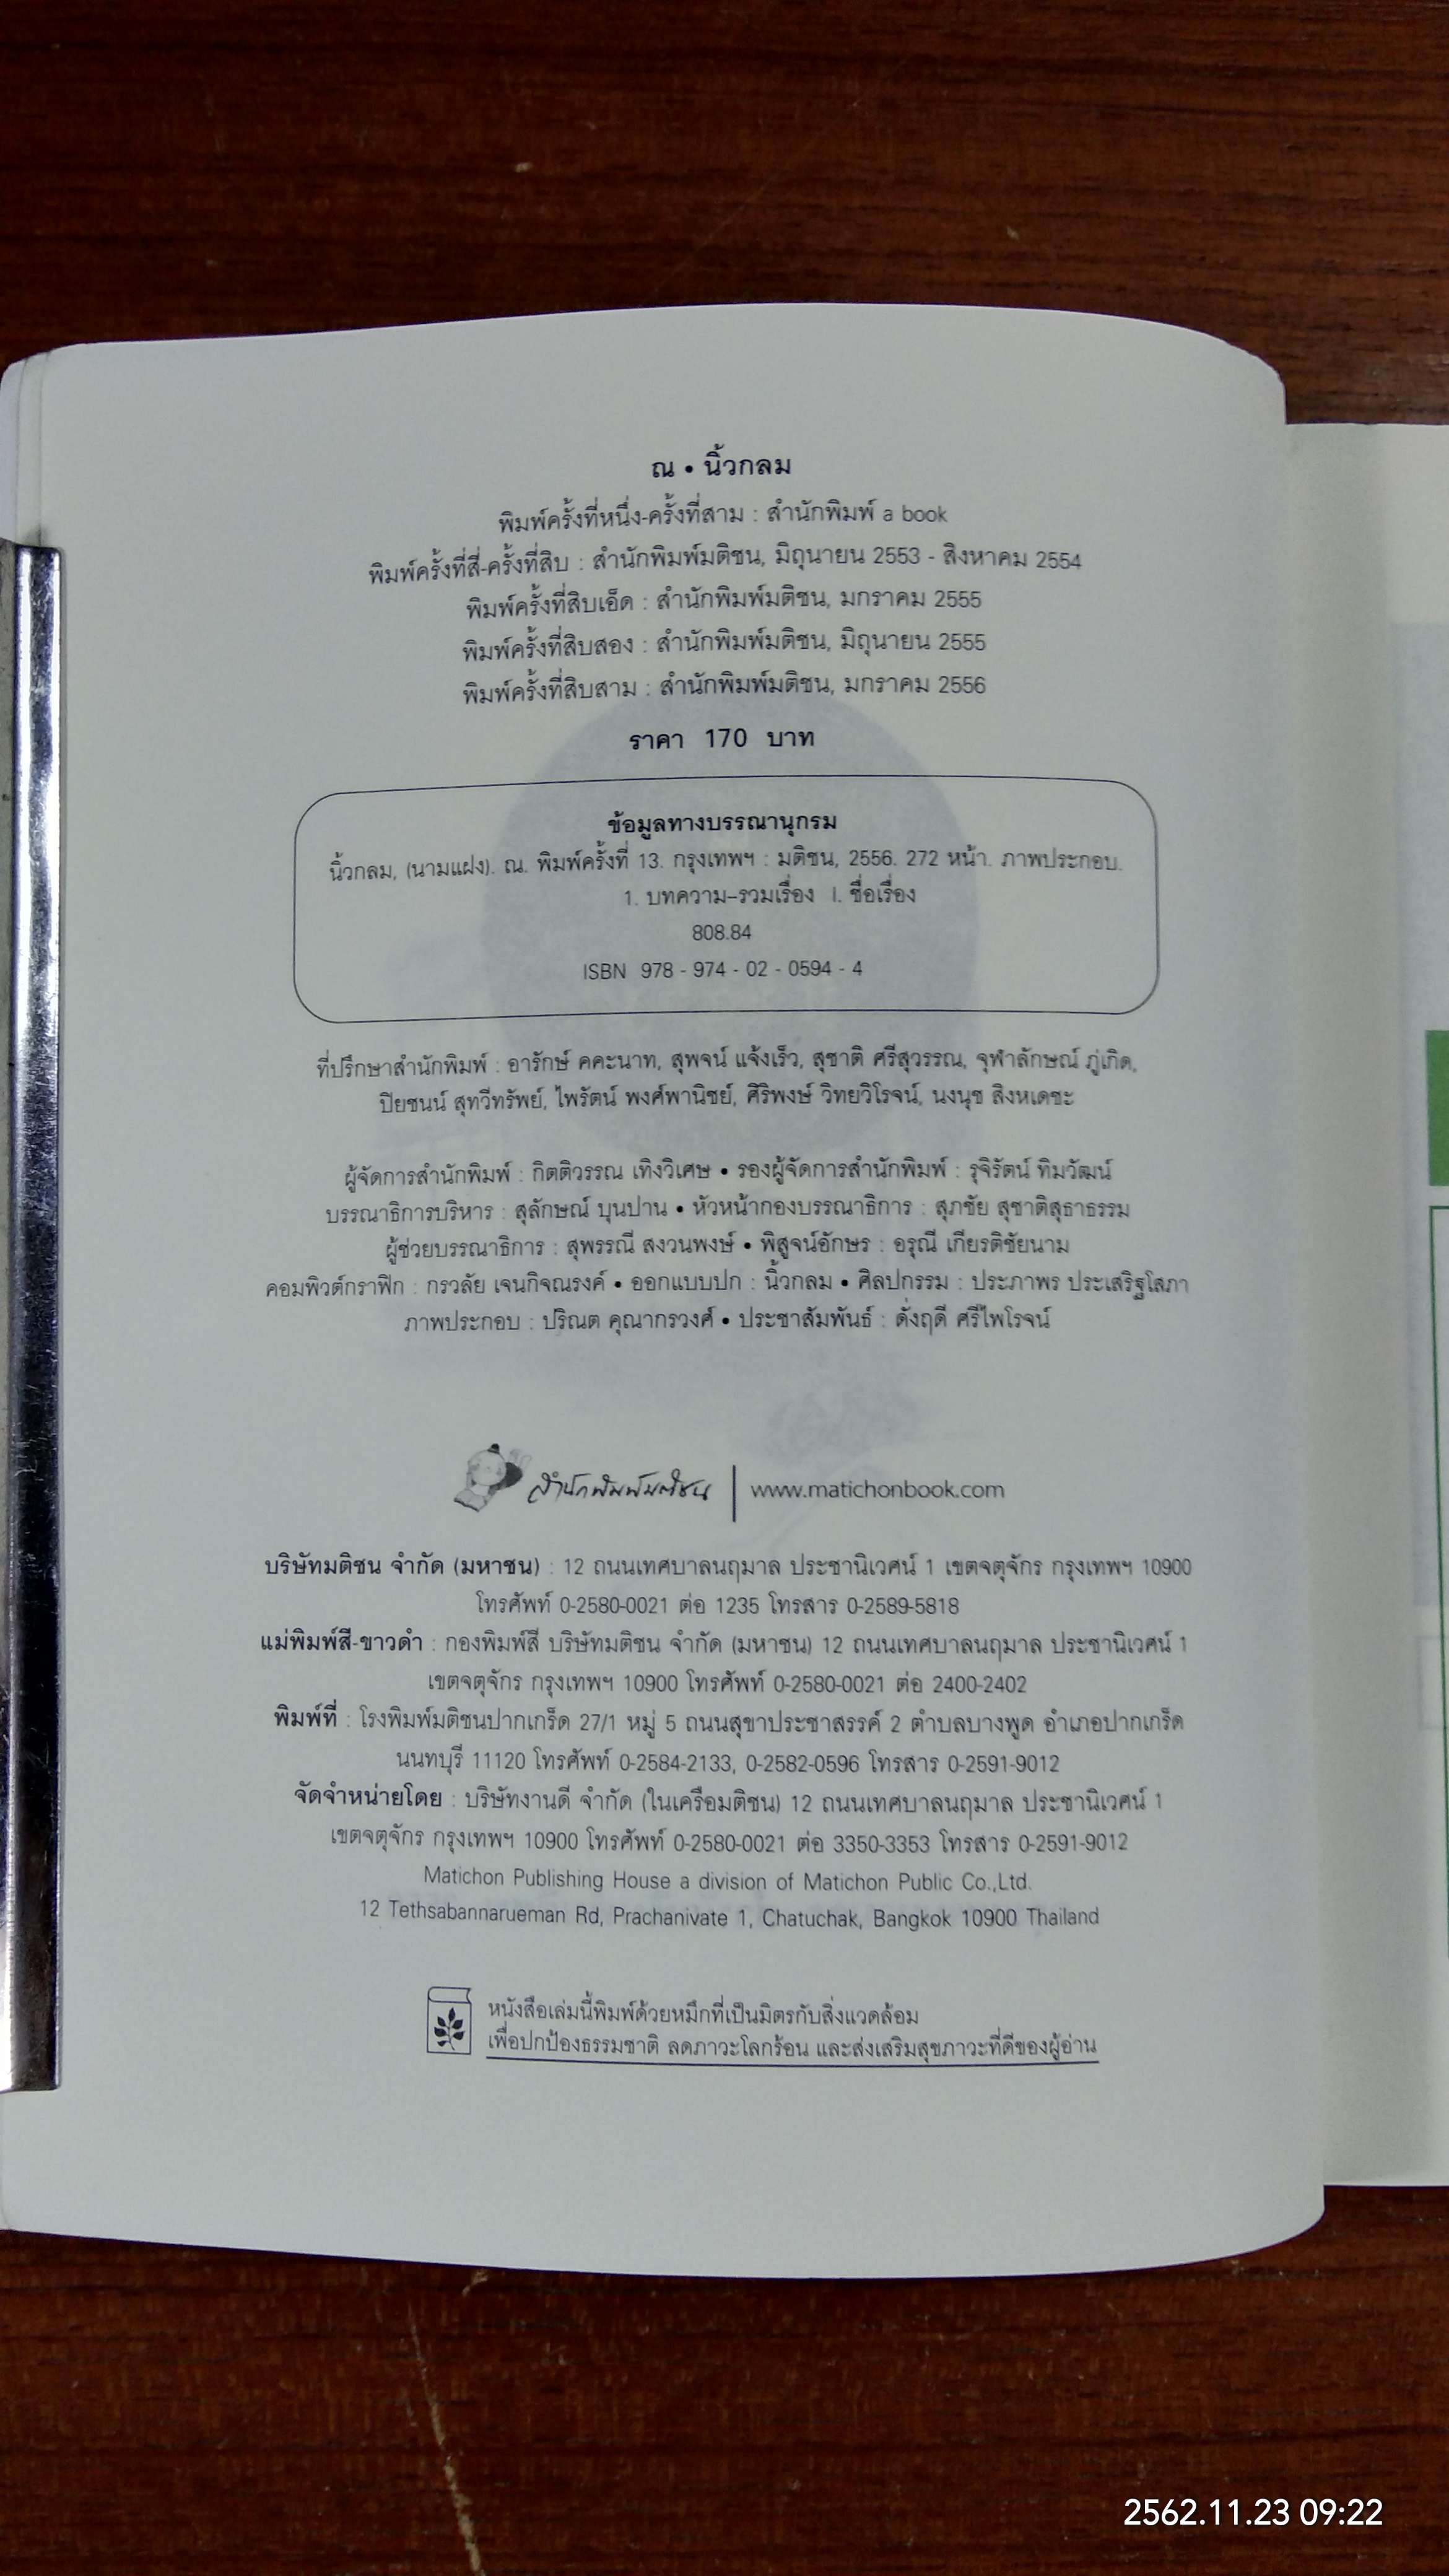 ณ • นิ้วกลม
พิมพ์ครั้งที่หนึ่ง-ครั้งที่สาม : สำนักพิมพ์ a book
พิมพ์ครั้งที่สี่-ครั้งที่สิบ : สำนักพิมพ์มติชน, มิถุนายน 2553 - สิงหาคม 2554
พิมพ์ครั้งที่สิบเอ็ด : สำนักพิมพ์มติชน, มกราคม 2555
พิมพ์ครั้งที่สิบสอง : สำนักพิมพ์มติชน, มิถุนายน 2555
พิมพ์ครั้งที่สิบสาม : สำนักพิมพ์มติชน, มกราคม 2556
ราคา 170 บาท
ข้อมูลทางบรรณานุกรม
นิ้วกลม, (นามแฝง). ณ. พิมพ์ครั้งที่ 13. กรุงเทพฯ : มติชน, 2556. 272 หน้า. ภาพประกอบ.
1. บทความ–รวมเรื่อง I. ชื่อเรื่อง
808.84
ISBN 978 - 974 - 02 - 0594 - 4
ที่ปรึกษาสำนักพิมพ์ : อารักษ์ คคะนาท, สุพจน์ แจ้งเร็ว, สุชาติ ศรีสุวรรณ, จุฬาลักษณ์ ภู่เกิด,
ปิยชนน์ สุทวีทรัพย์, ไพรัตน์ พงศ์พานิชย์, ศิริพงษ์ วิทยวิโรจน์, นงนุช สิงหเดชะ
ผู้จัดการสำนักพิมพ์ : กิตติวรรณ เทิงวิเศษ • รองผู้จัดการสำนักพิมพ์ : รุจิรัตน์ ทิมวัฒน์
บรรณาธิการบริหาร : สุลักษณ์ บุนปาน • หัวหน้ากองบรรณาธิการ : สุภชัย สุชาติสุธาธรรม
ผู้ช่วยบรรณาธิการ : สุพรรณี สงวนพงษ์ • พิสูจน์อักษร : อรุณี เกียรติชัยนาม
คอมพิวต์กราฟิก : กรวลัย เจนกิจณรงค์ • ออกแบบปก : นิ้วกลม • ศิลปกรรม : ประภาพร ประเสริฐโสภา
ภาพประกอบ : ปริณต คุณากรวงศ์ • ประชาสัมพันธ์ : ดั่งฤดี ศรีไพโรจน์
สำนักพิมพ์มติชน | www.matichonbook.com
บริษัทมติชน จำกัด (มหาชน) : 12 ถนนเทศบาลนฤมาล ประชานิเวศน์ 1 เขตจตุจักร กรุงเทพฯ 10900
โทรศัพท์ 0-2580-0021 ต่อ 1235 โทรสาร 0-2589-5818
แม่พิมพ์สี-ขาวดำ : กองพิมพ์สี บริษัทมติชน จำกัด (มหาชน) 12 ถนนเทศบาลนฤมาล ประชานิเวศน์ 1
เขตจตุจักร กรุงเทพฯ 10900 โทรศัพท์ 0-2580-0021 ต่อ 2400-2402
พิมพ์ที่ : โรงพิมพ์มติชนปากเกร็ด 27/1 หมู่ 5 ถนนสุขาประชาสรรค์ 2 ตำบลบางพูด อำเภอปากเกร็ด
นนทบุรี 11120 โทรศัพท์ 0-2584-2133, 0-2582-0596 โทรสาร 0-2591-9012
จัดจำหน่ายโดย : บริษัทงานดี จำกัด (ในเครือมติชน) 12 ถนนเทศบาลนฤมาล ประชานิเวศน์ 1
เขตจตุจักร กรุงเทพฯ 10900 โทรศัพท์ 0-2580-0021 ต่อ 3350-3353 โทรสาร 0-2591-9012
Matichon Publishing House a division of Matichon Public Co.,Ltd.
12 Tethsabannarueman Rd, Prachanivate 1, Chatuchak, Bangkok 10900 Thailand
หนังสือเล่มนี้พิมพ์ด้วยหมึกที่เป็นมิตรกับสิ่งแวดล้อม
เพื่อปกป้องธรรมชาติ ลดภาวะโลกร้อน และส่งเสริมสุขภาวะที่ดีของผู้อ่าน
2562.11.23 09:22